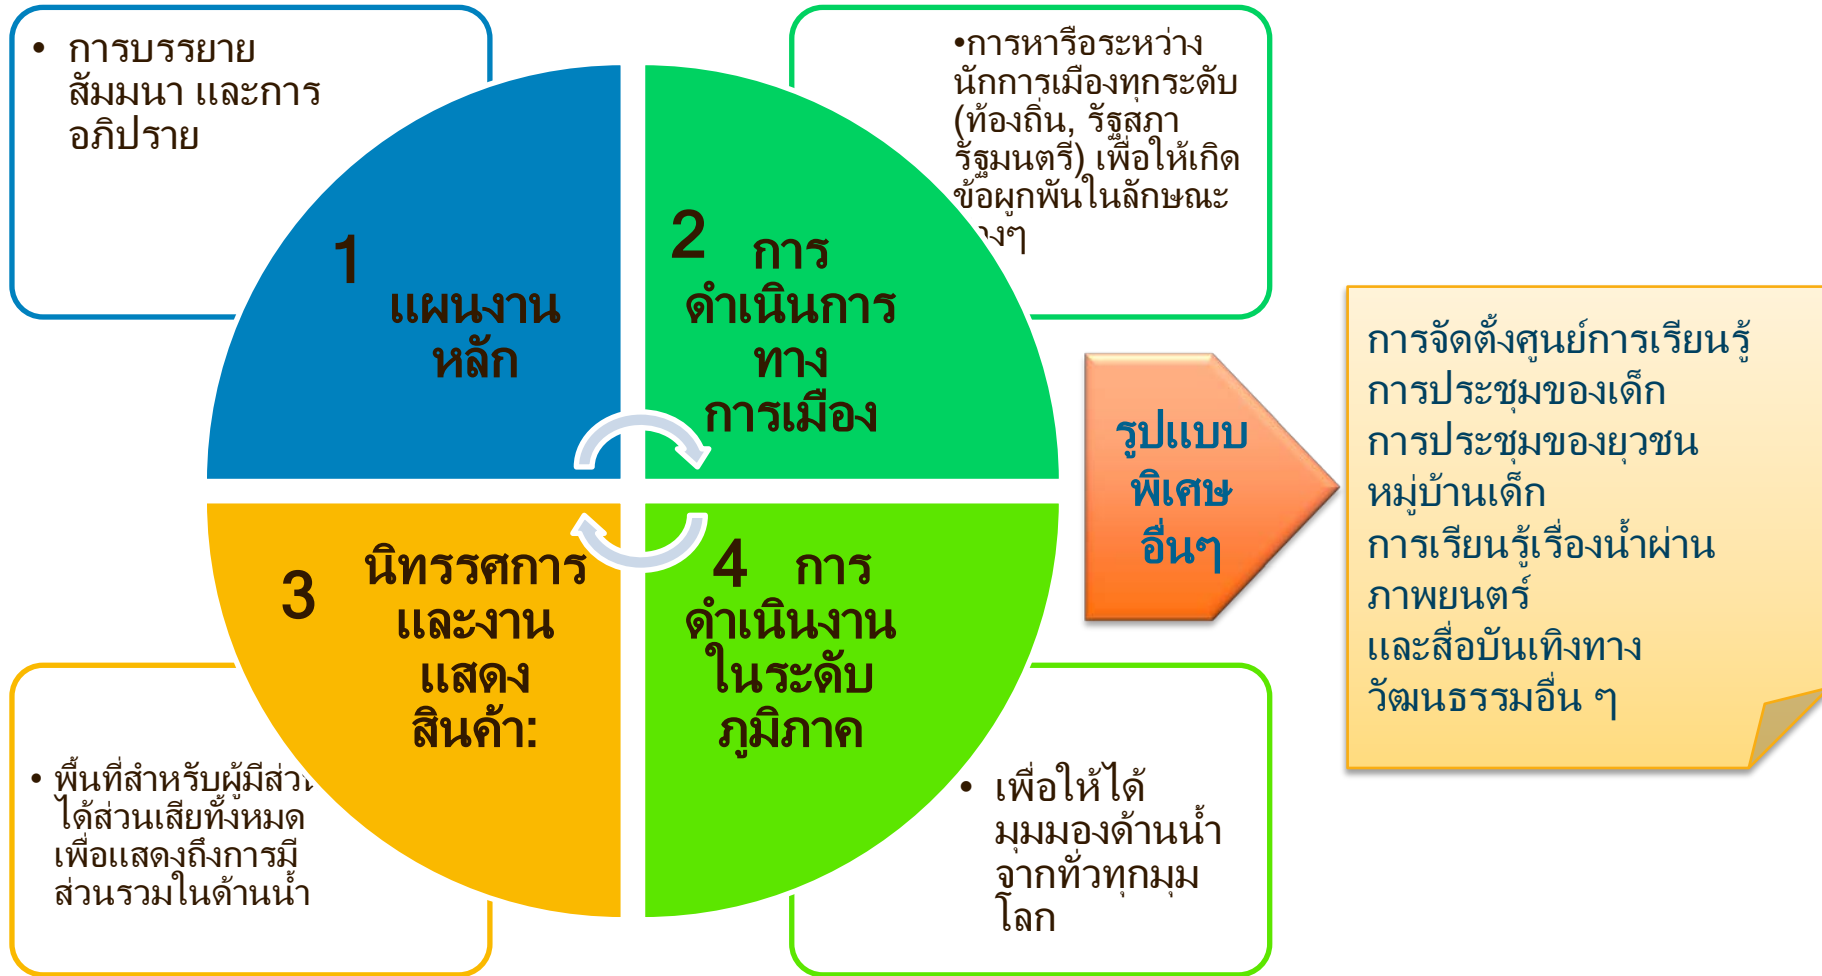 • การบรรยาย
สัมมนา และการ
อภิปราย
1
แผนงาน
หลัก
•การหารือระหว่าง
นักการเมืองทุกระดับ
(ท้องถิ่น, รัฐสภา
รัฐมนตรี) เพื่อให้เกิด
ข้อผูกพันในลักษณะ
2 การ
ดำเนินการ
ทาง
การเมือง
3
นิทรรศการ
และงาน
แสดง
สินค้า:
• พื้นที่สำหรับผู้มีส่วน
ได้ส่วนเสียทั้งหมด
เพื่อแสดงถึงการมี
ส่วนรวมในด้านน้ำ
4 การ
ดำเนินงาน
ในระดับ
ภูมิภาค
• เพื่อให้ได้
มุมมองด้านน้ำ
จากทั่วทุกมุม
โลก
รูปแบบ
พิเศษ
อื่นๆ
การจัดตั้งศูนย์การเรียนรู้
การประชุมของเด็ก
การประชุมของยุวชน
หมู่บ้านเด็ก
การเรียนรู้เรื่องน้ำผ่าน
ภาพยนตร์
และสื่อบันเทิงทาง
วัฒนธรรมอื่น ๆ